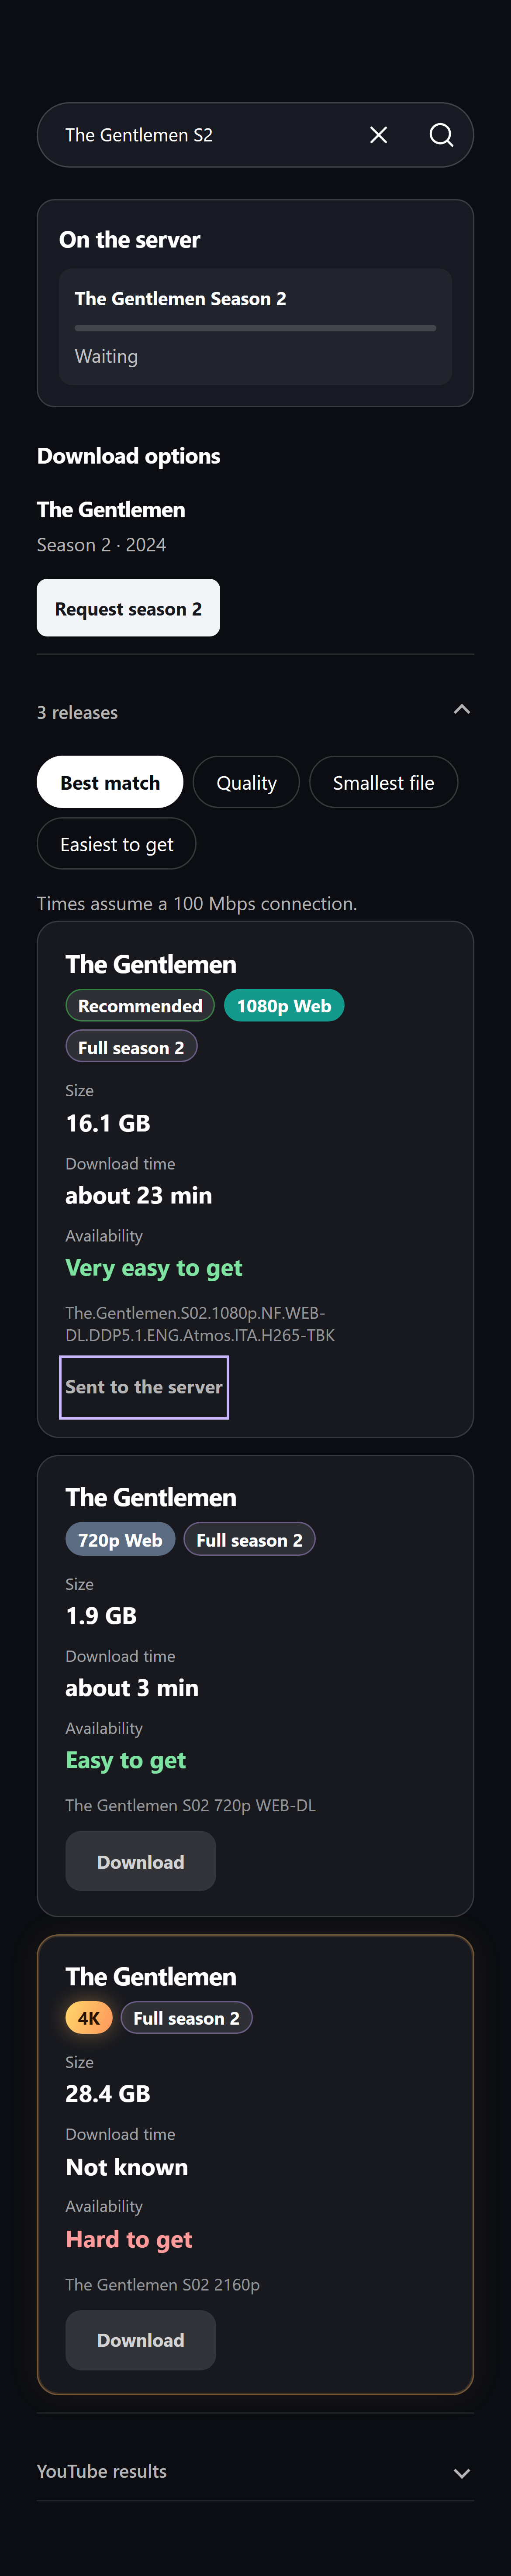 The Gentlemen S2
On the server
The Gentlemen Season 2
Waiting
Download options
The Gentlemen
Season 2 · 2024
Request season 2
3 releases
Best match
Quality
Smallest file
Easiest to get
Times assume a 100 Mbps connection.
The Gentlemen
Recommended
1080p Web
Full season 2
Size
16.1 GB
Download time
about 23 min
Availability
Very easy to get
The.Gentlemen.S02.1080p.NF.WEB-
DL.DDP5.1.ENG.Atmos.ITA.H265-TBK
Sent to the server
The Gentlemen
720p Web
Full season 2
Size
1.9 GB
Download time
about 3 min
Availability
Easy to get
The Gentlemen S02 720p WEB-DL
Download
The Gentlemen
4K
Full season 2
Size
28.4 GB
Download time
Not known
Availability
Hard to get
The Gentlemen S02 2160p
Download
YouTube results